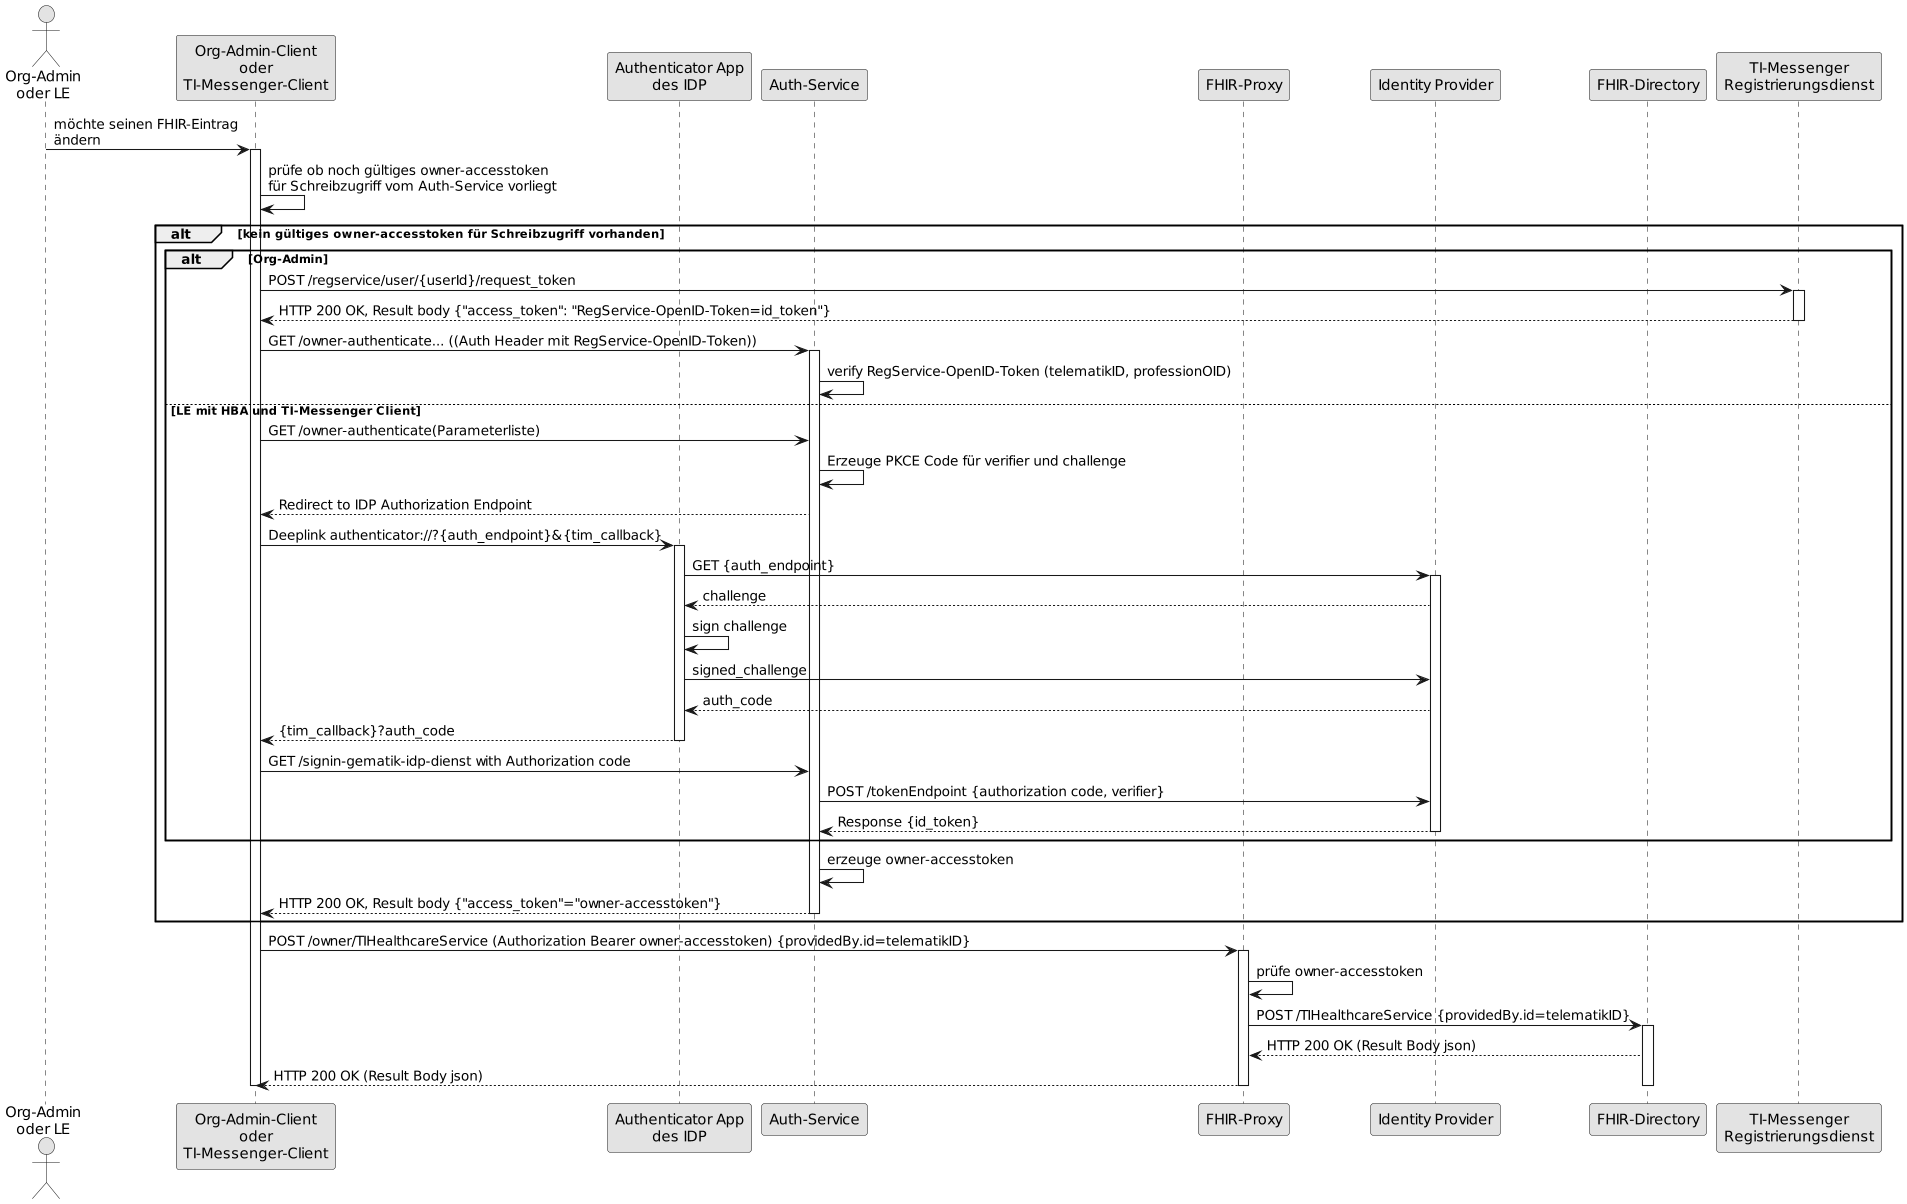 Org-Admin
oder LE
Org-Admin-Client
oder
TI-Messenger-Client
Authenticator App
des IDP
Auth-Service
FHIR-Proxy
Identity Provider
FHIR-Directory
TI-Messenger
Registrierungsdienst
möchte seinen FHIR-Eintrag
ändern
prüfe ob noch gültiges owner-accesstoken
für Schreibzugriff vom Auth-Service vorliegt
alt [kein gültiges owner-accesstoken für Schreibzugriff vorhanden]
alt [Org-Admin]
POST /regservice/user/{userId}/request_token
HTTP 200 OK, Result body {"access_token": "RegService-OpenID-Token=id_token"}
GET /owner-authenticate... ((Auth Header mit RegService-OpenID-Token))
verify RegService-OpenID-Token (telematikID, professionOID)
[LE mit HBA und TI-Messenger Client]
GET /owner-authenticate(Parameterliste)
Erzeuge PKCE Code für verifier und challenge
Redirect to IDP Authorization Endpoint
Deeplink authenticator://?{auth_endpoint}&{tim_callback}
GET {auth_endpoint}
challenge
sign challenge
signed_challenge
auth_code
{tim_callback}?auth_code
GET /signin-gematik-idp-dienst with Authorization code
POST /tokenEndpoint {authorization code, verifier}
Response {id_token}
erzeuge owner-accesstoken
HTTP 200 OK, Result body {"access_token"="owner-accesstoken"}
POST /owner/TIHealthcareService (Authorization Bearer owner-accesstoken) {providedBy.id=telematikID}
prüfe owner-accesstoken
POST /TIHealthcareService {providedBy.id=telematikID}
HTTP 200 OK (Result Body json)
HTTP 200 OK (Result Body json)
Org-Admin
oder LE
Org-Admin-Client
oder
TI-Messenger-Client
Authenticator App
des IDP
Auth-Service
FHIR-Proxy
Identity Provider
FHIR-Directory
TI-Messenger
Registrierungsdienst